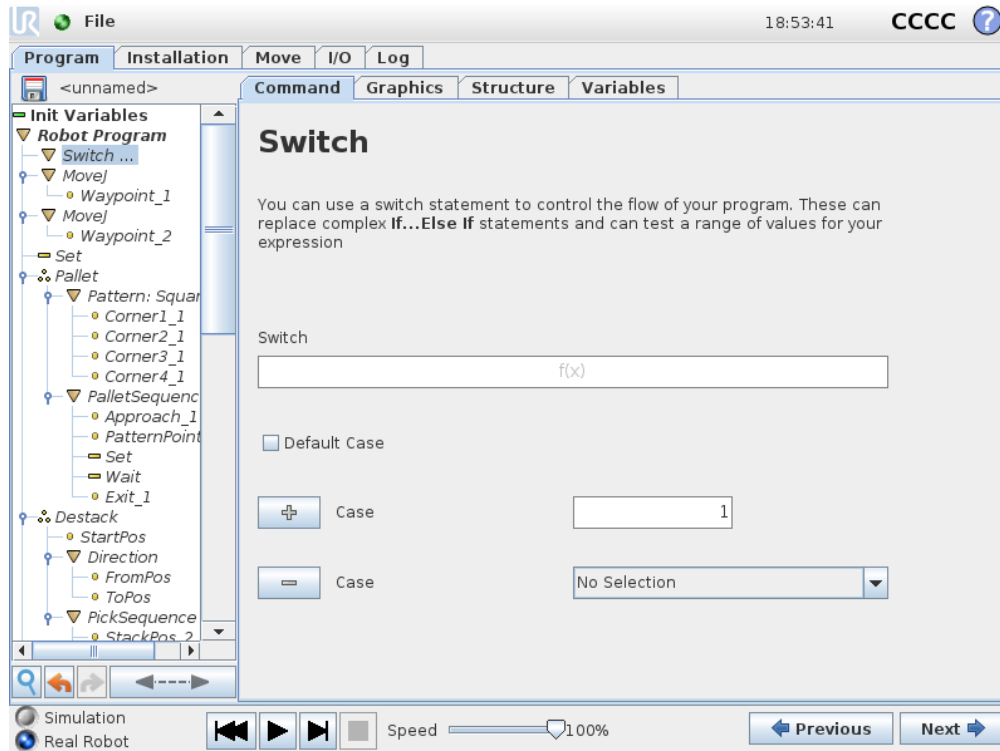 UR File 18:53:41 CCCC ?
Program Installation Move I/O Log
<unnamed> Command Graphics Structure Variables
Init Variables
Robot Program
Switch ...
MoveJ
Waypoint_1
MoveJ
Waypoint_2
Set
Pallet
Pattern: Squar
Corner1_1
Corner2_1
Corner3_1
Corner4_1
PalletSequenc
Approach_1
PatternPoint
Set
Wait
Exit_1
Destack
StartPos
Direction
FromPos
ToPos
PickSequence
StackPos_2
Switch
You can use a switch statement to control the flow of your program. These can
replace complex If...Else If statements and can test a range of values for your
expression
Switch
f(x)
Default Case
Case 1
Case No Selection
Simulation
Real Robot
Speed 100%
Previous Next